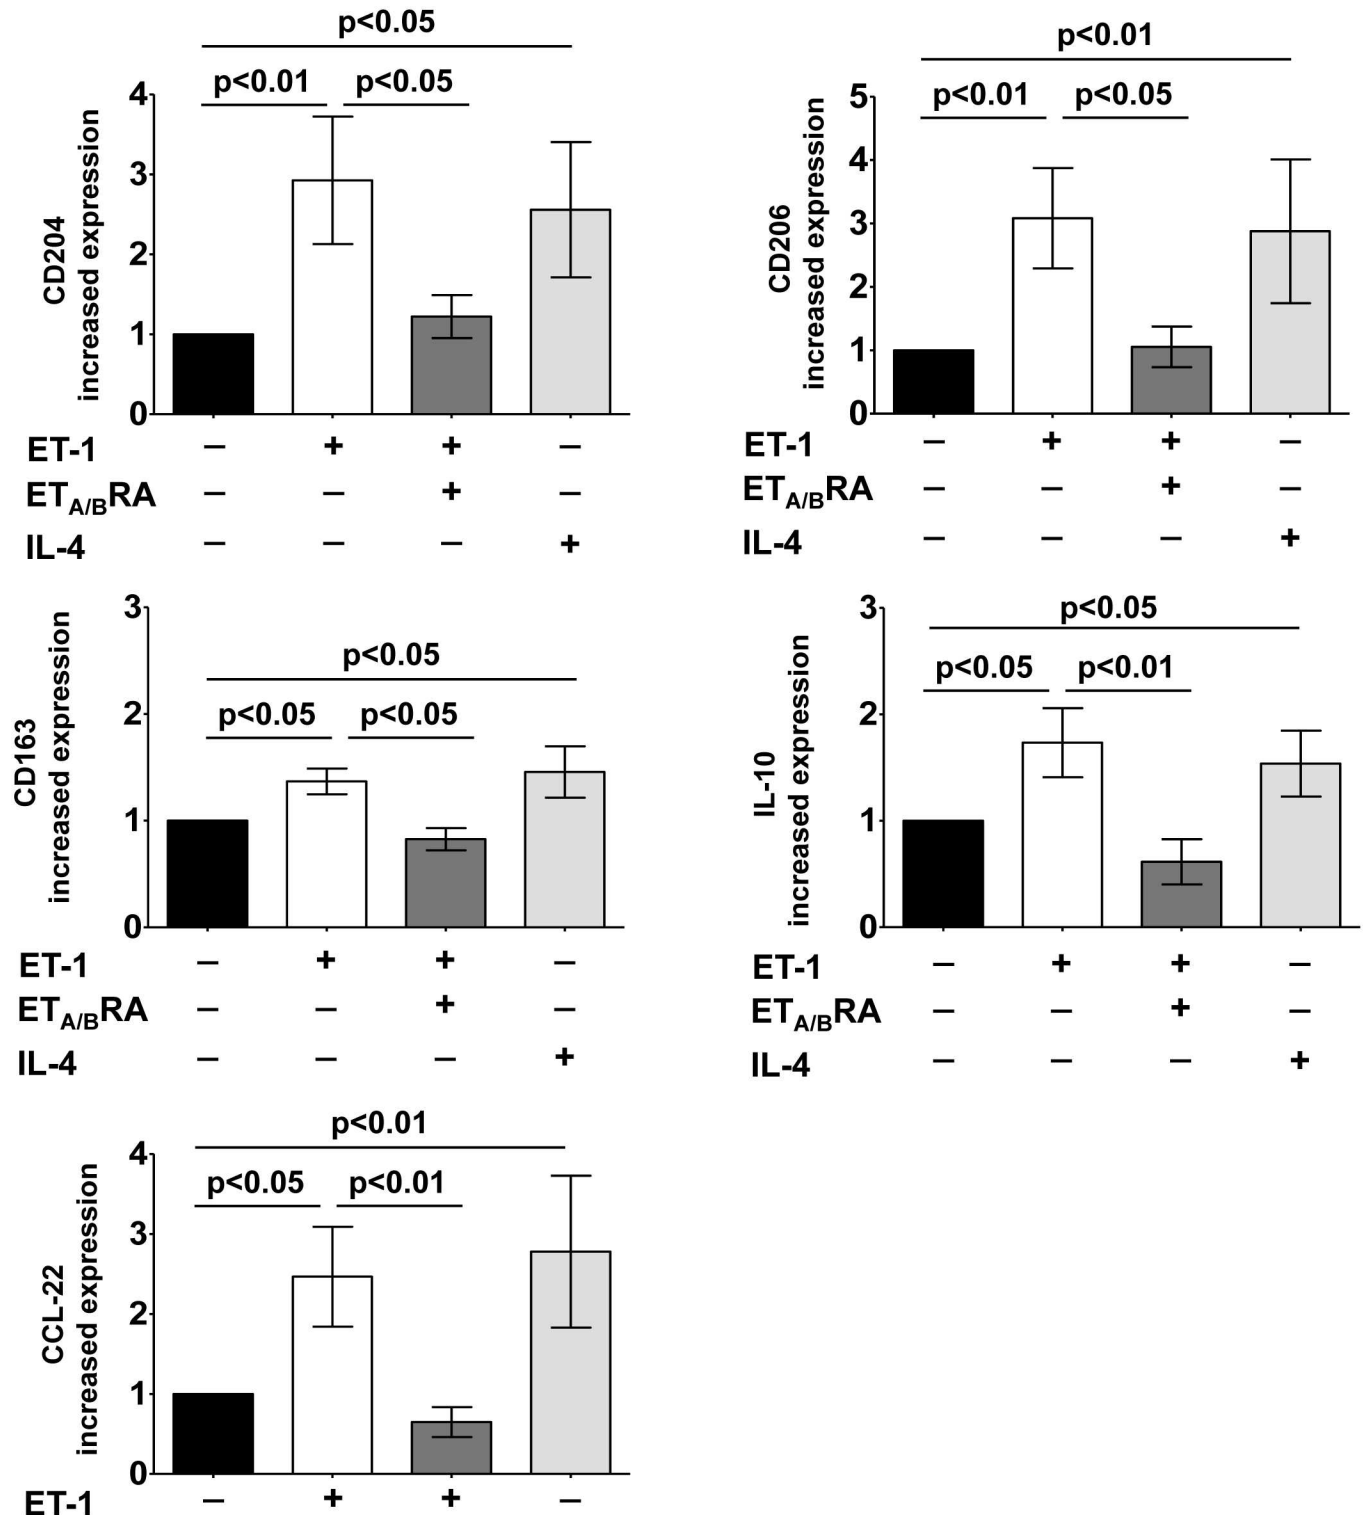 p<0.05
p<0.01 p<0.05
CD204
increased expression
4
3
2
1
0
ET-1 – + + –
ETA/BRA – – + –
IL-4 – – – +
p<0.01
p<0.01 p<0.05
CD206
increased expression
5
4
3
2
1
0
ET-1 – + + –
ETA/BRA – – + –
IL-4 – – – +
p<0.05
p<0.05 p<0.05
CD163
increased expression
3
2
1
0
ET-1 – + + –
ETA/BRA – – + –
IL-4 – – – +
p<0.05
p<0.05 p<0.01
IL-10
increased expression
3
2
1
0
ET-1 – + + –
ETA/BRA – – + –
IL-4 – – – +
p<0.01
p<0.05 p<0.01
CCL-22
increased expression
4
3
2
1
0
ET-1 – + + –